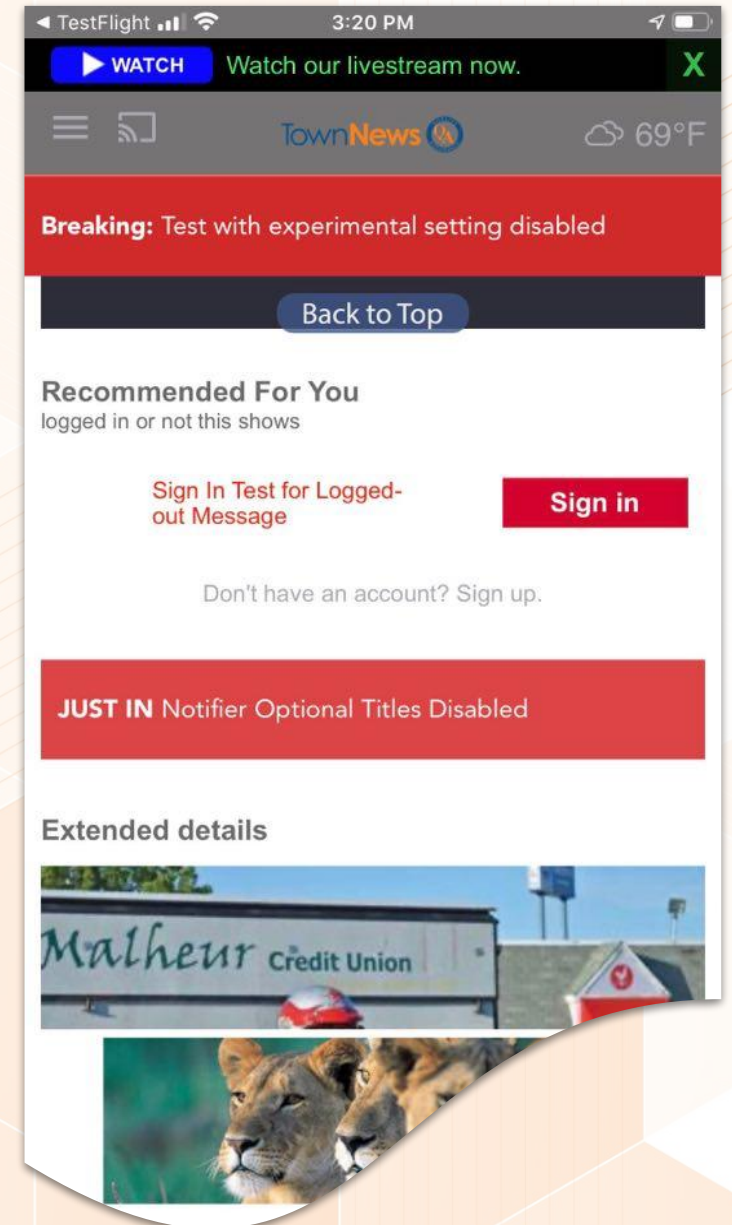 TestFlight 3:20 PM
WATCH Watch our livestream now. X
TownNews 69°F
Breaking: Test with experimental setting disabled
Back to Top
Recommended For You
logged in or not this shows
Sign In Test for Logged-
out Message
Sign in
Don't have an account? Sign up.
JUST IN Notifier Optional Titles Disabled
Extended details
Malheur Credit Union